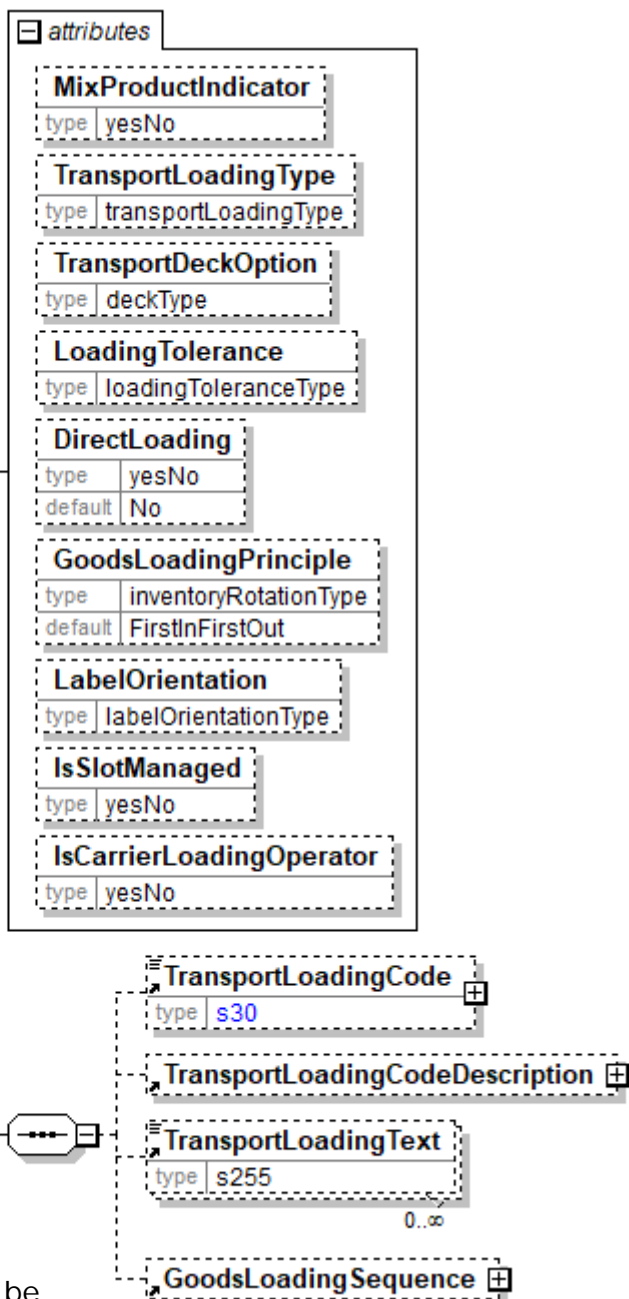 attributes
MixProductIndicator
type yesNo
TransportLoadingType
type transportLoadingType
TransportDeckOption
type deckType
LoadingTolerance
type loadingToleranceType
DirectLoading
type yesNo
default No
GoodsLoadingPrinciple
type inventoryRotationType
default FirstInFirstOut
LabelOrientation
type labelOrientationType
IsSlotManaged
type yesNo
IsCarrierLoadingOperator
type yesNo
TransportLoadingCode
type s30
TransportLoadingCodeDescription
TransportLoadingText
type s255
0..∞
GoodsLoadingSequence
be